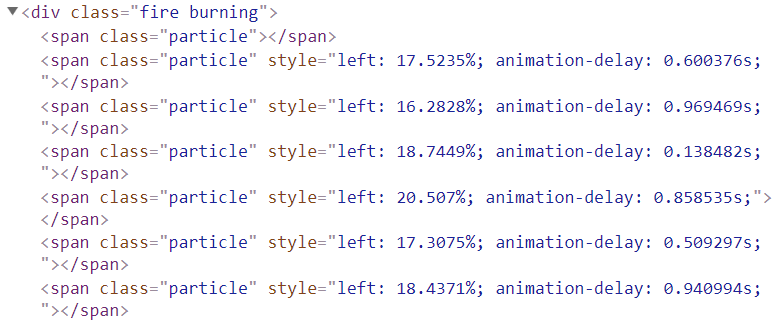 ▼<div class="fire burning">
<span class="particle"></span>
<span class="particle" style="left: 17.5235%; animation-delay: 0.600376s;
"></span>
<span class="particle" style="left: 16.2828%; animation-delay: 0.969469s;
"></span>
<span class="particle" style="left: 18.7449%; animation-delay: 0.138482s;
"></span>
<span class="particle" style="left: 20.507%; animation-delay: 0.858535s;">
</span>
<span class="particle" style="left: 17.3075%; animation-delay: 0.509297s;
"></span>
<span class="particle" style="left: 18.4371%; animation-delay: 0.940994s;
"></span>